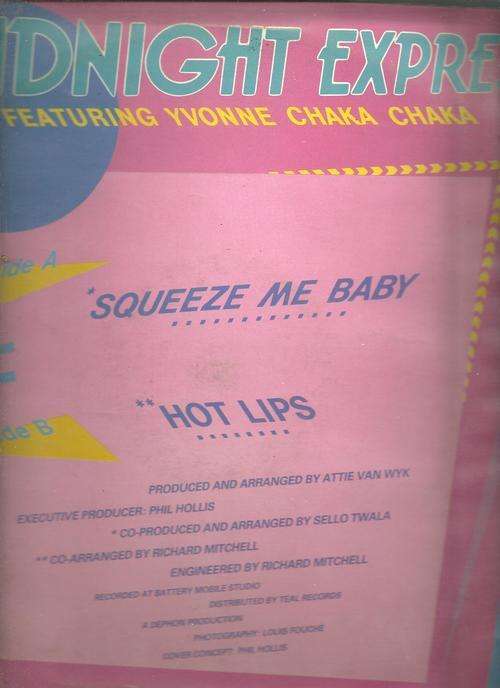 IDNIGHT EXPRE
FEATURING YVONNE CHAKA CHAKA
ide A
*SQUEEZE ME BABY
**HOT LIPS
de B
PRODUCED AND ARRANGED BY ATTIE VAN WYK
EXECUTIVE PRODUCER: PHIL HOLLIS
* CO-PRODUCED AND ARRANGED BY SELLO TWALA
** CO-ARRANGED BY RICHARD MITCHELL
ENGINEERED BY RICHARD MITCHELL
RECORDED AT BATTERY MOBILE STUDIO
DISTRIBUTED BY TEAL RECORDS
A DEPHON PRODUCTION
PHOTOGRAPHY: LOUIS FOUCHE
COVER CONCEPT: PHIL HOLLIS